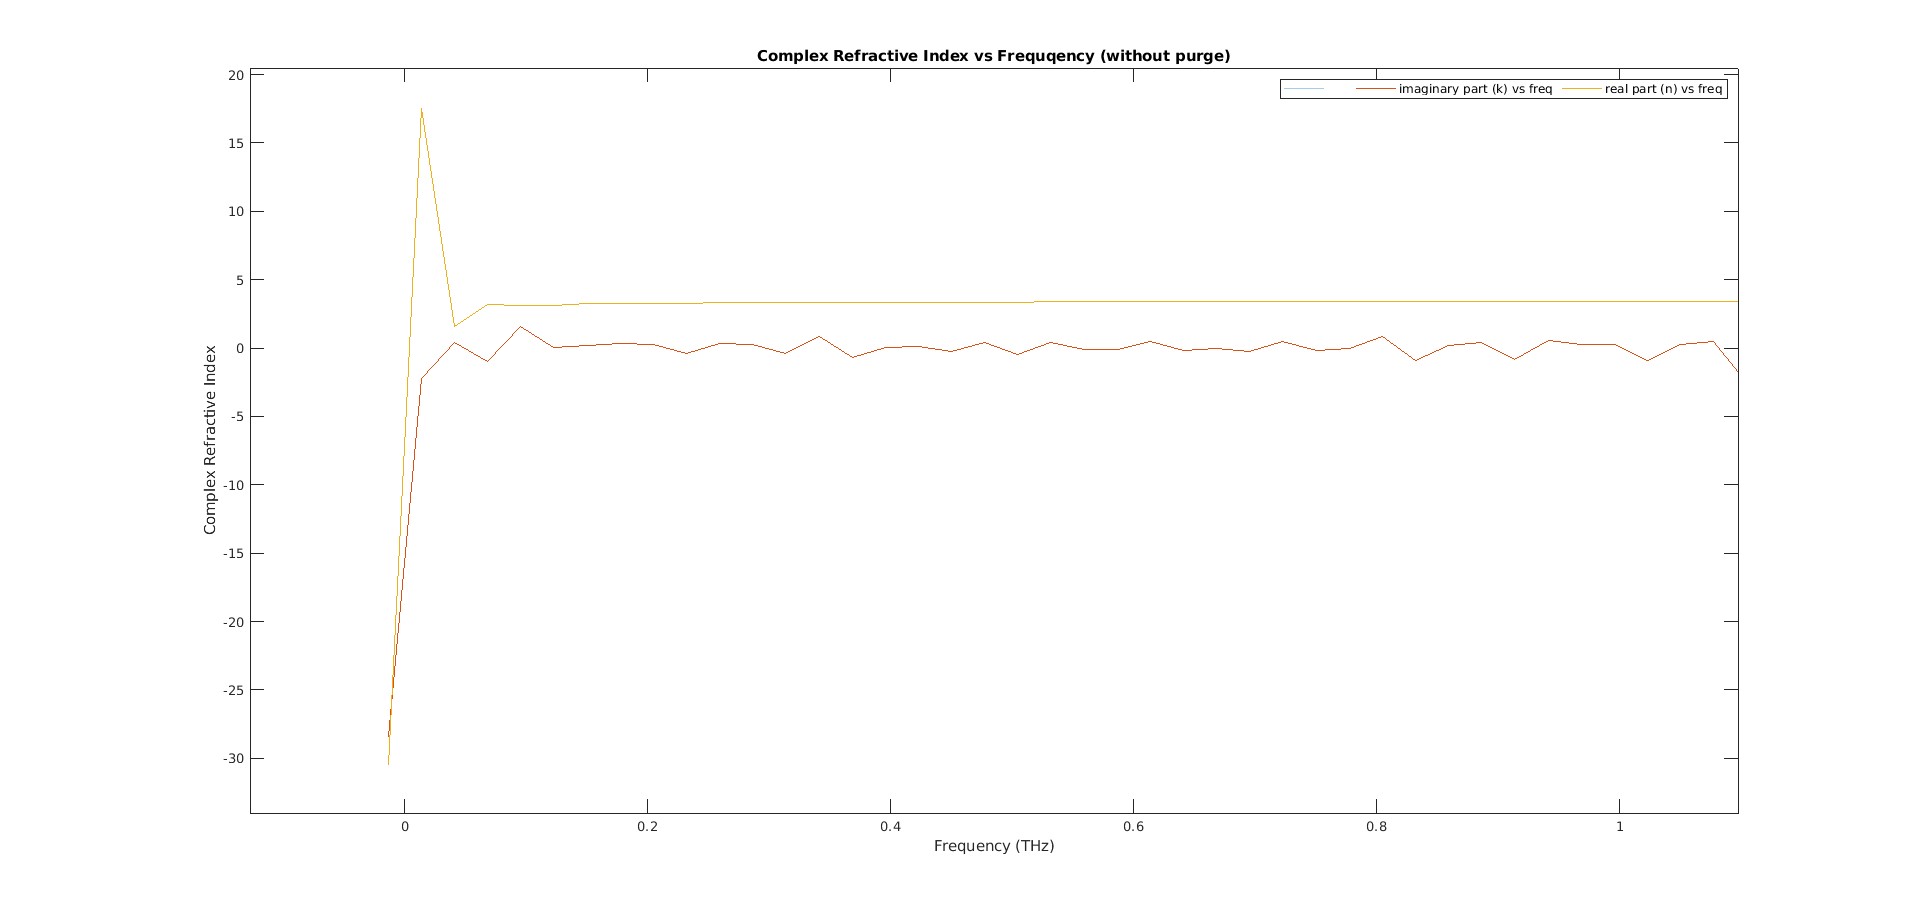 Complex Refractive Index vs Frequqency (without purge)
imaginary part (k) vs freq real part (n) vs freq
20
15
10
5
0
-5
-10
-15
-20
-25
-30
Complex Refractive Index
0 0.2 0.4 0.6 0.8 1
Frequency (THz)